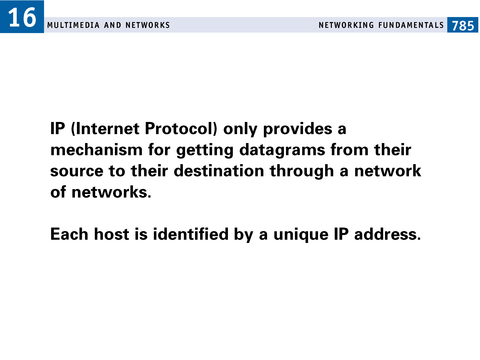 16
MULTIMEDIA AND NETWORKS NETWORKING FUNDAMENTALS 785
IP (Internet Protocol) only provides a
mechanism for getting datagrams from their
source to their destination through a network
of networks.
Each host is identified by a unique IP address.